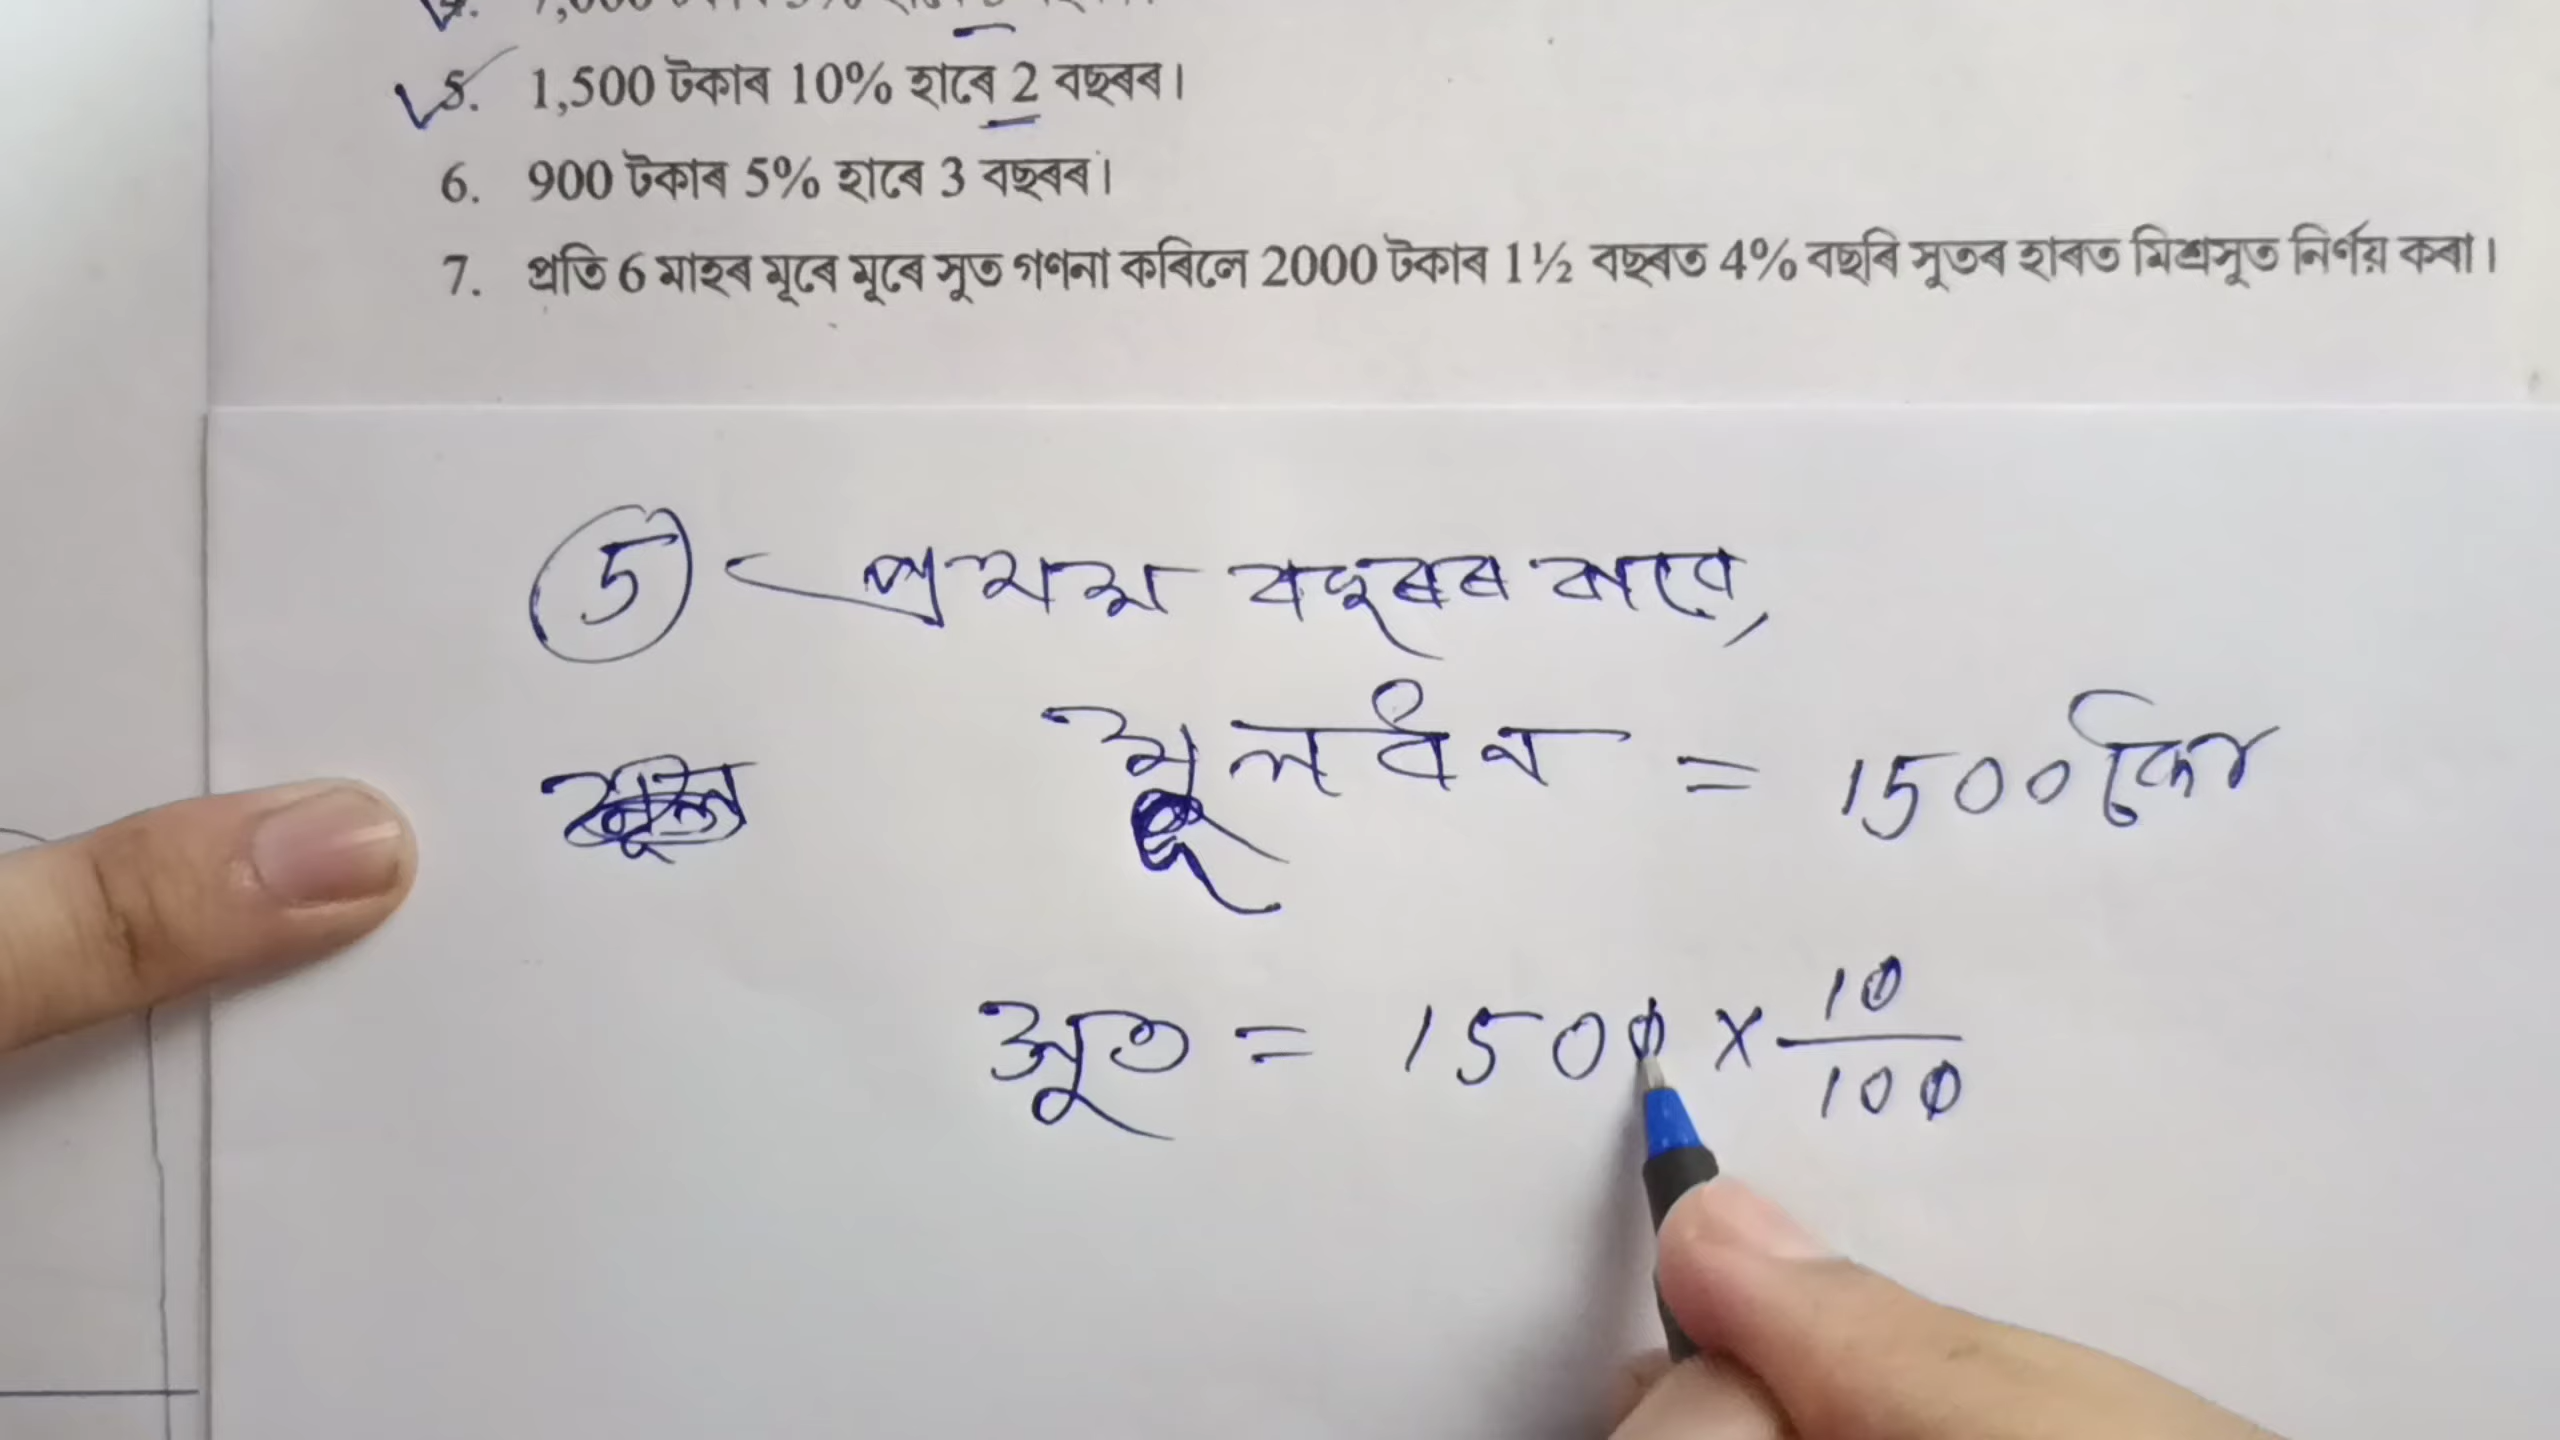 5. 1,500 টকাৰ 10% হাৰে 2 বছৰৰ।
6. 900 টকাৰ 5% হাৰে 3 বছৰৰ।
7. প্ৰতি 6 মাহৰ মূৰে মূৰে সুত গণনা কৰিলে 2000 টকাৰ 1½ বছৰত 4% বছৰি সুতৰ হাৰত মিশ্ৰসুত নিৰ্ণয় কৰা।
5 প্ৰথম বছৰৰ বাবে,
মূলধন = 1500 টকা
সুত = 1500 × 10/100